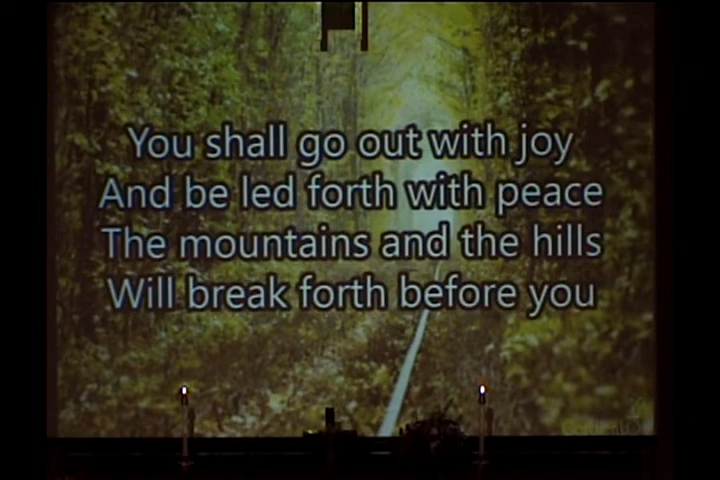 You shall go out with joy
And be led forth with peace
The mountains and the hills
Will break forth before you